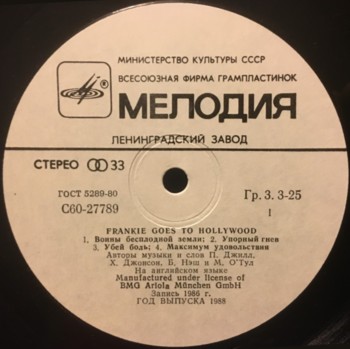 МИНИСТЕРСТВО КУЛЬТУРЫ СССР
ВСЕСОЮЗНАЯ ФИРМА ГРАМПЛАСТИНОК
МЕЛОДИЯ
ЛЕНИНГРАДСКИЙ ЗАВОД
СТЕРЕО 33
ГОСТ 5289-80
Гр. 3. 3-25
С60-27789
1
FRANKIE GOES TO HOLLYWOOD
1. Воины бесплодной земли; 2. Упорный гнев
3. Убей боль; 4. Максимум удовольствия
Авторы музыки и слов П. Джилл,
Х. Джонсон, Б. Нэш и М. О'Тул
На английском языке
Manufactured under license of
BMG Ariola München GmbH
Запись 1986 г.
ГОД ВЫПУСКА 1988